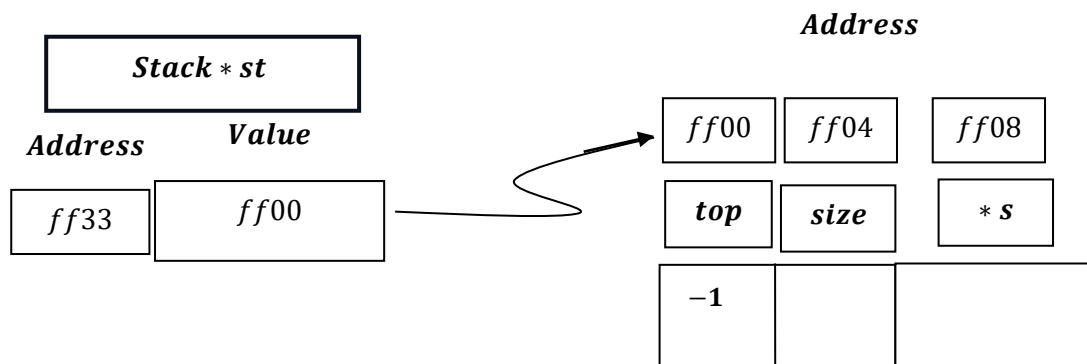 Address
Stack * st
Address Value
ff00 ff04 ff08
ff33 ff00
top size * s
−1